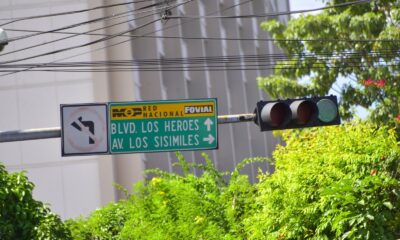 MOP RED NACIONAL FOVIAL
BLVD. LOS HEROES ↑
AV. LOS SISIMILES →